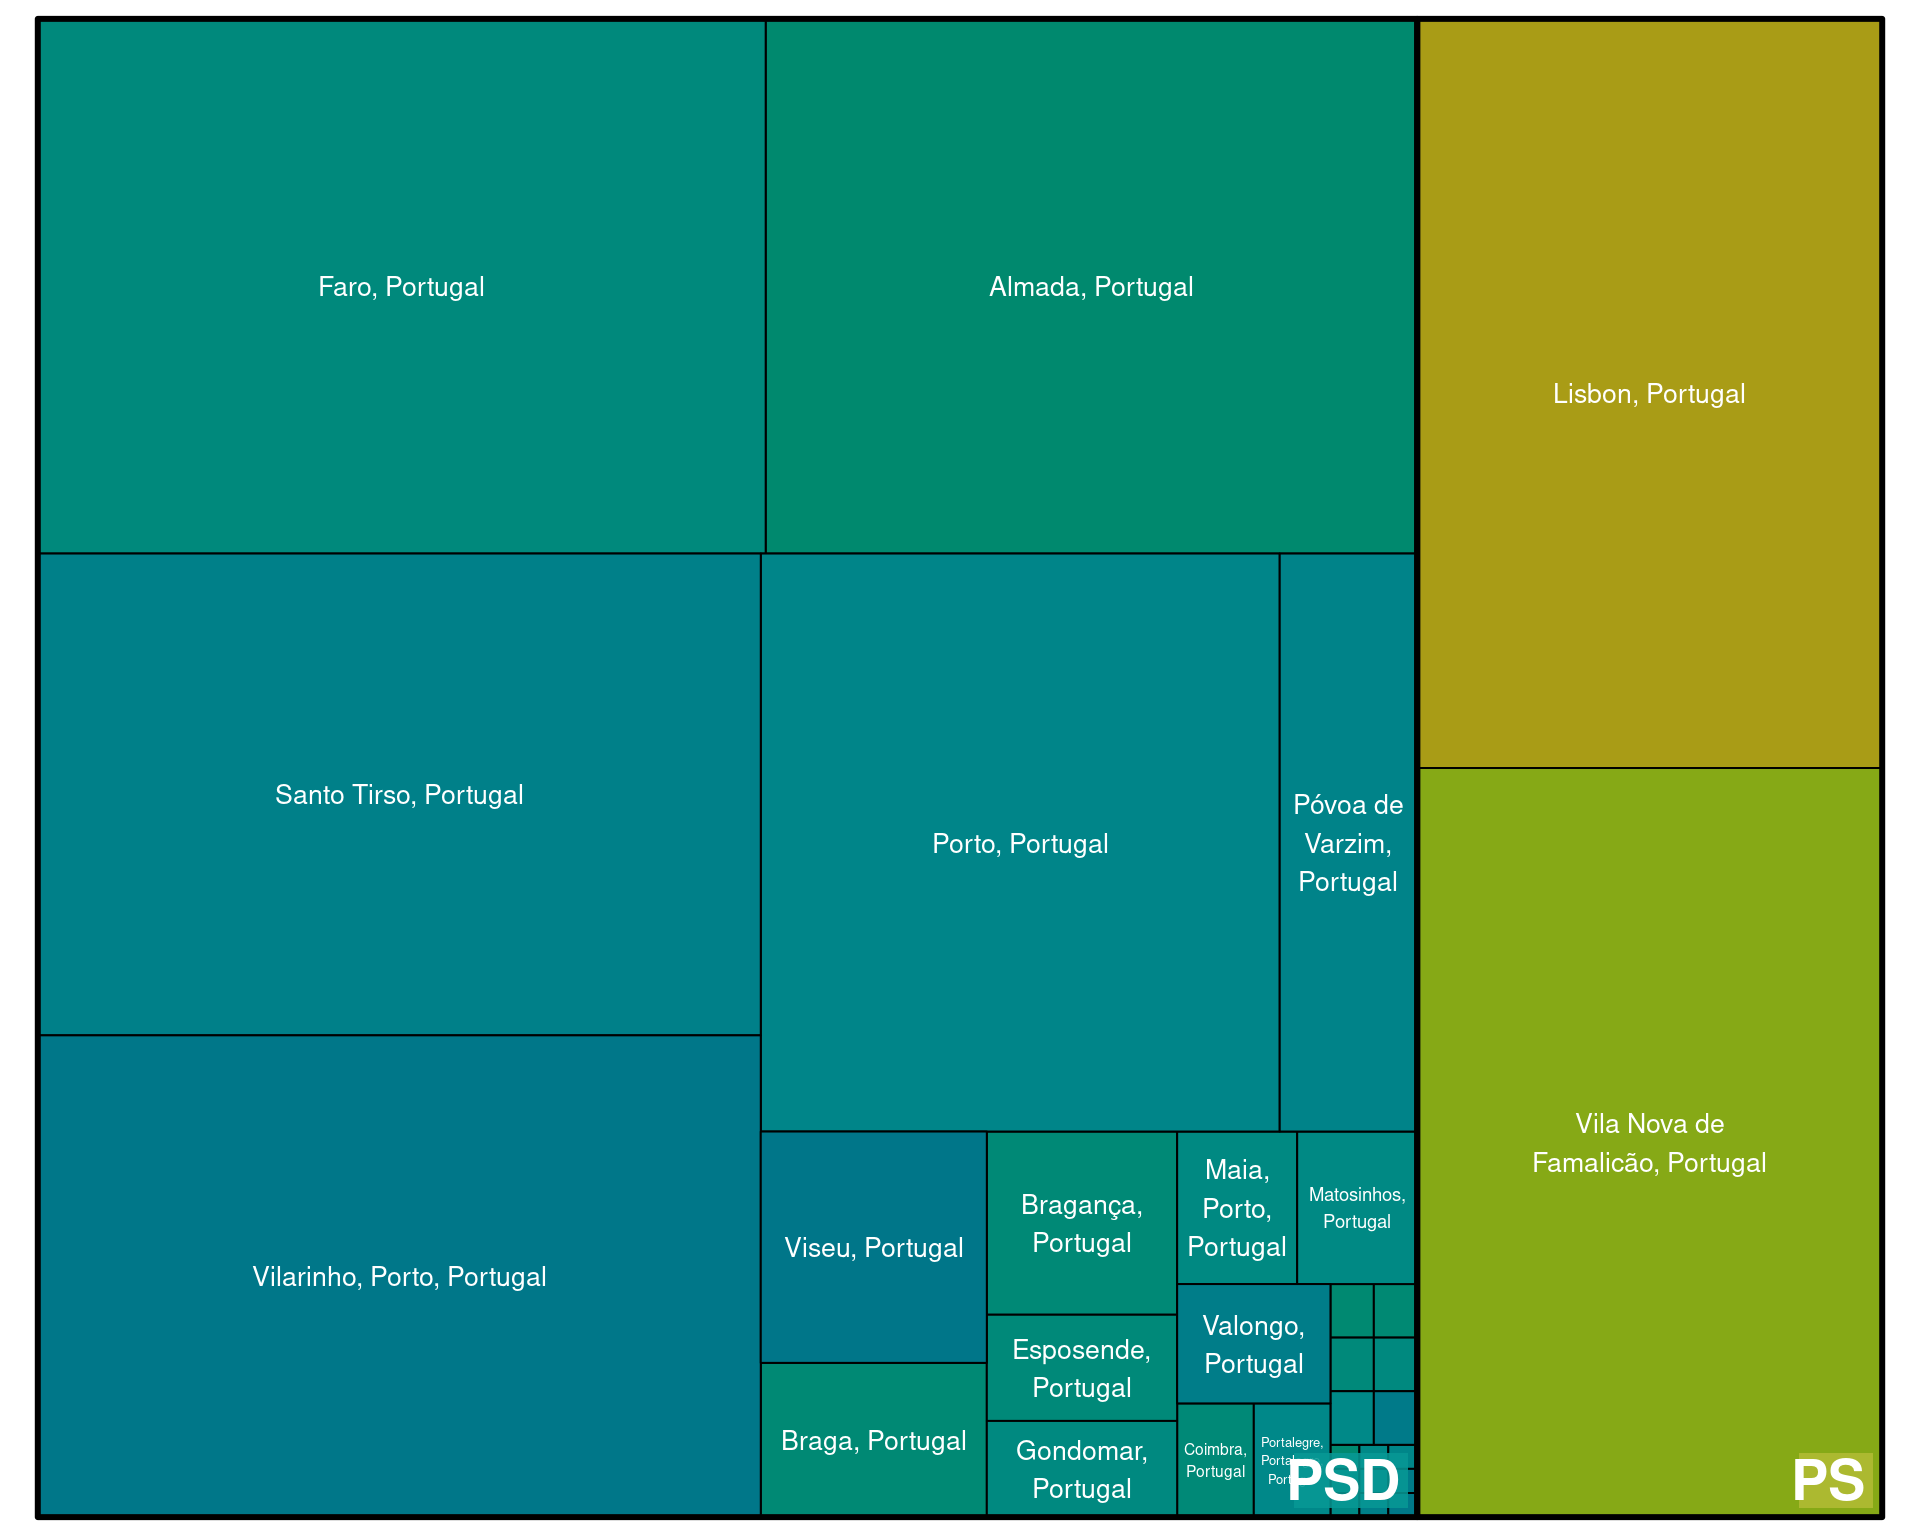 Faro, Portugal
Almada, Portugal
Lisbon, Portugal
Santo Tirso, Portugal
Porto, Portugal
Póvoa de
Varzim,
Portugal
Vila Nova de
Famalicão, Portugal
Vilarinho, Porto, Portugal
Viseu, Portugal
Bragança,
Portugal
Maia,
Porto,
Portugal
Matosinhos,
Portugal
Valongo,
Portugal
Esposende,
Portugal
Braga, Portugal
Gondomar,
Portugal
Coimbra,
Portugal
Portalegre,
PSD
PS